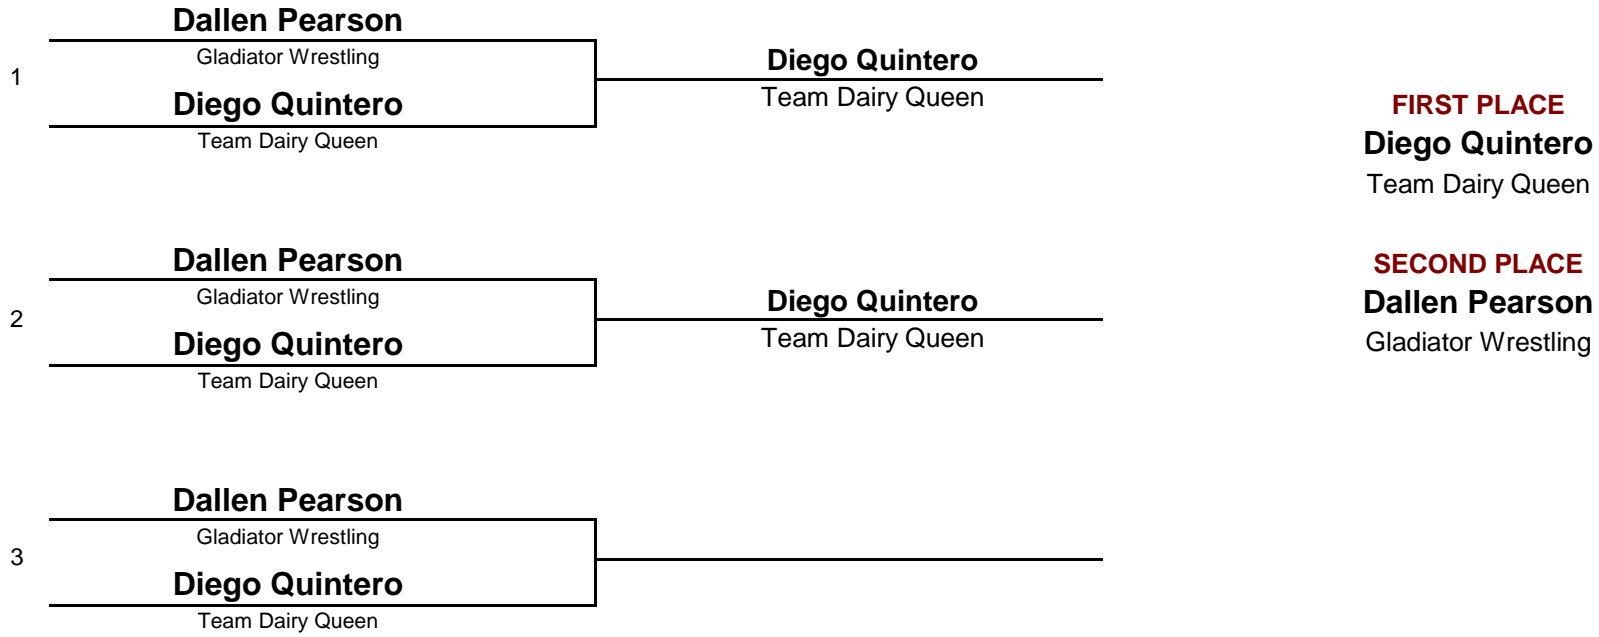 Dallen Pearson
Gladiator Wrestling
1
Diego Quintero
Team Dairy Queen
Diego Quintero
Team Dairy Queen
Dallen Pearson
Gladiator Wrestling
2
Diego Quintero
Team Dairy Queen
Diego Quintero
Team Dairy Queen
Dallen Pearson
Gladiator Wrestling
3
Diego Quintero
Team Dairy Queen
FIRST PLACE
Diego Quintero
Team Dairy Queen
SECOND PLACE
Dallen Pearson
Gladiator Wrestling